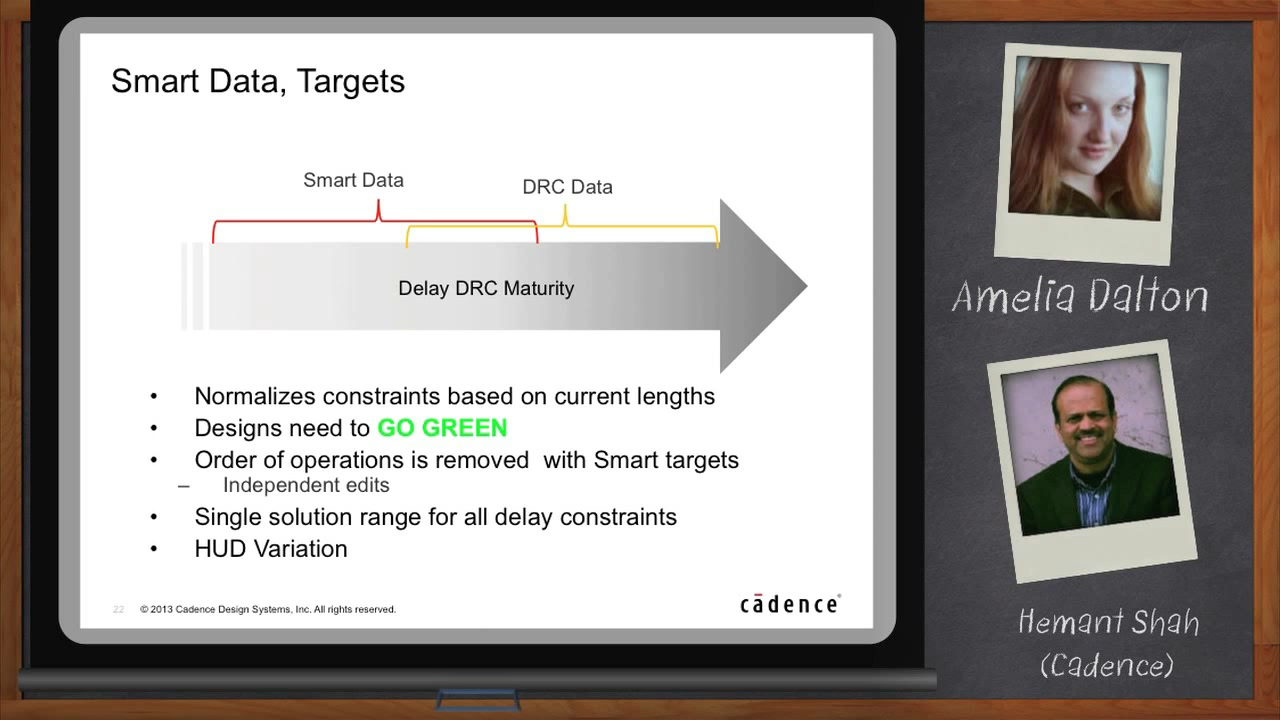 Smart Data, Targets
Smart Data
DRC Data
Delay DRC Maturity
• Normalizes constraints based on current lengths
• Designs need to GO GREEN
• Order of operations is removed  with Smart targets
– Independent edits
• Single solution range for all delay constraints
• HUD Variation
22 © 2013 Cadence Design Systems, Inc. All rights reserved.
cādence®
Amelia Dalton
Hemant Shah
(Cadence)